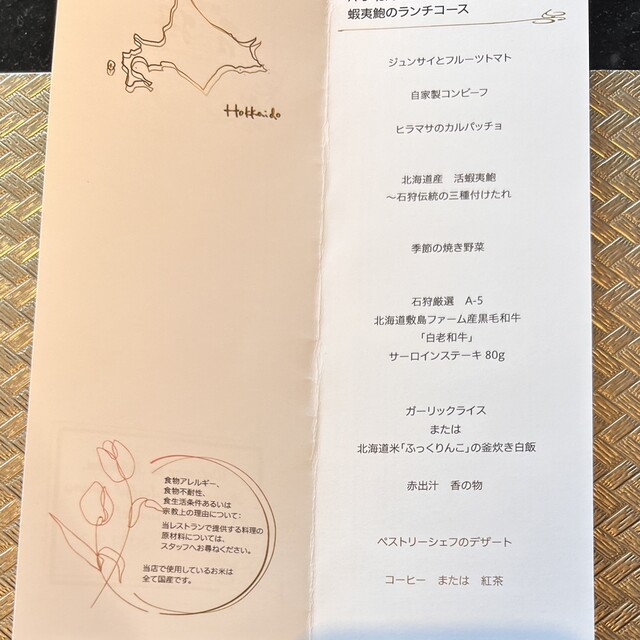 Hokkaido
食物アレルギー、
食物不耐性、
食生活条件あるいは
宗教上の理由について:
当レストランで提供する料理の
原材料については、
スタッフへお尋ねください。
当店で使用しているお米は
全て国産です。
蝦夷鮑のランチコース
ジュンサイとフルーツトマト
自家製コンビーフ
ヒラマサのカルパッチョ
北海道産 活蝦夷鮑
～石狩伝統の三種付けたれ
季節の焼き野菜
石狩厳選 A-5
北海道敷島ファーム産黒毛和牛
「白老和牛」
サーロインステーキ 80g
ガーリックライス
または
北海道米「ふっくりんこ」の釜炊き白飯
赤出汁 香の物
ペストリーシェフのデザート
コーヒー または 紅茶